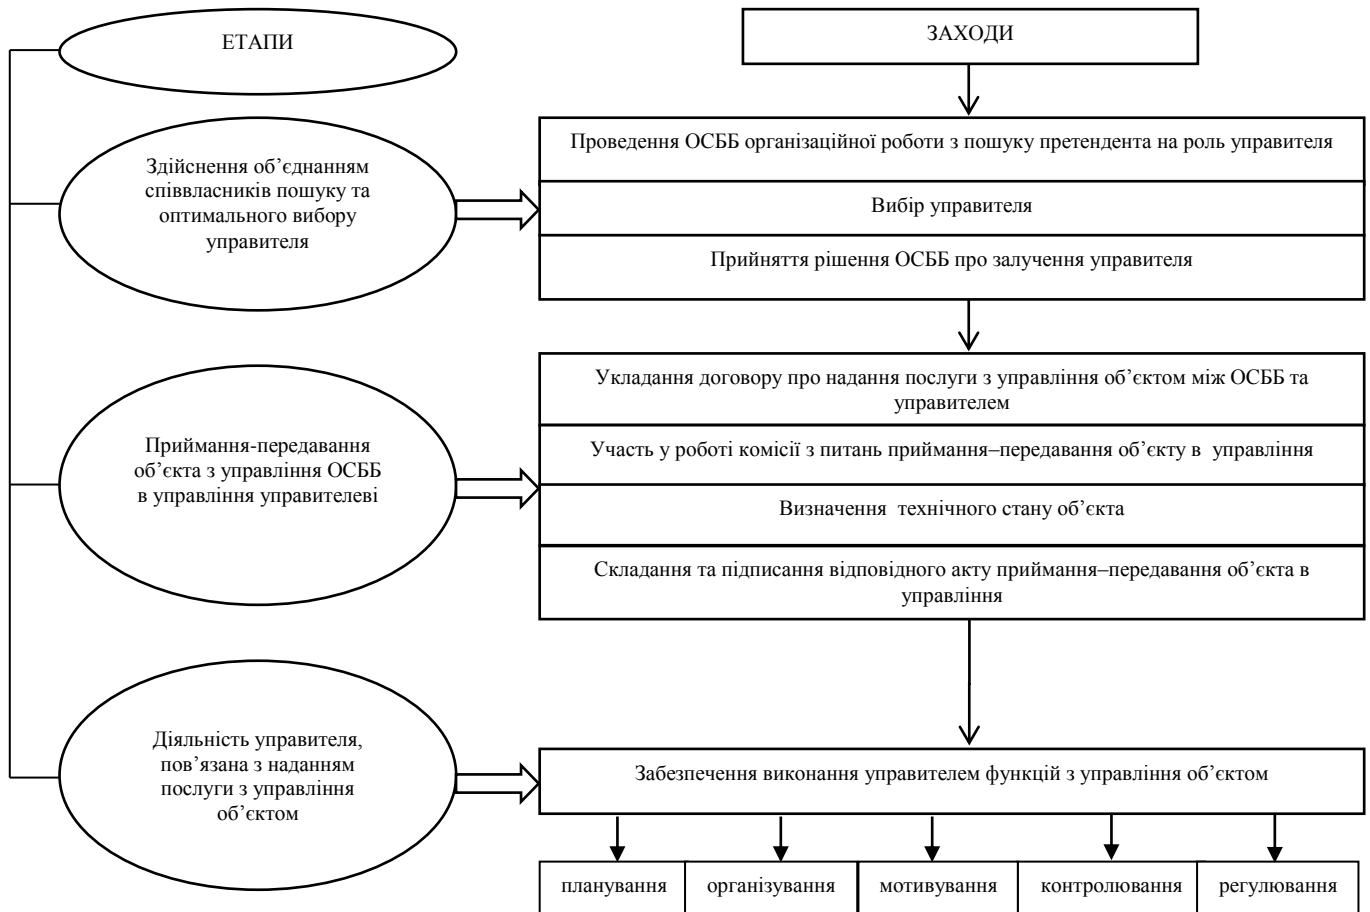 ЕТАПИ
ЗАХОДИ
Здійснення об’єднанням
співвласників пошуку та
оптимального вибору
управителя
Проведення ОСББ організаційної роботи з пошуку претендента на роль управителя
Вибір управителя
Прийняття рішення ОСББ про залучення управителя
Приймання-передавання
об’єкта з управління ОСББ
в управління управителеві
Укладання договору про надання послуги з управління об’єктом між ОСББ та
управителем
Участь у роботі комісії з питань приймання–передавання об’єкту в управління
Визначення технічного стану об’єкта
Складання та підписання відповідного акту приймання–передавання об’єкта в
управління
Діяльність управителя,
пов’язана з наданням
послуги з управління
об’єктом
Забезпечення виконання управителем функцій з управління об’єктом
планування
організування
мотивування
контролювання
регулювання